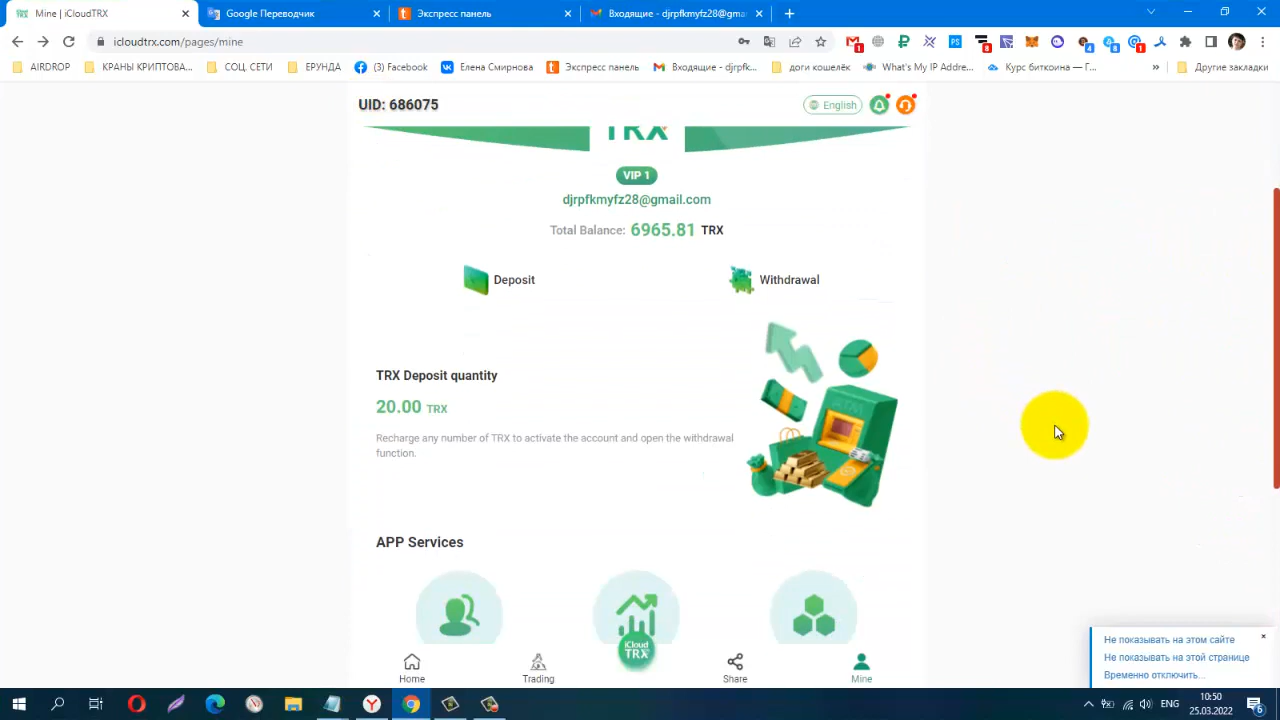 Mine | iCloudTRX
Google Переводчик
Экспресс панель
Входящие - djrpfkmyfz28@gmai
icloudtrx.com/pages/mine
AIRDROP
КРАНЫ КРИПТОВА...
СОЦ. СЕТИ
ЕРУНДА
(3) Facebook
Елена Смирнова
Экспресс панель
Входящие - djrpfk...
доги кошелёк
What's My IP Addre...
Курс биткоина — Г...
»
Другие закладки
UID: 686075
English
TRX
VIP 1
djrpfkmyfz28@gmail.com
Total Balance: 6965.81 TRX
Deposit
Withdrawal
TRX Deposit quantity
20.00 TRX
Recharge any number of TRX to activate the account and open the withdrawal
function.
APP Services
iCloud
TRX
Home
Trading
Share
Mine
Не показывать на этом сайте
Не показывать на этой странице
Временно отключить...
ENG
10:50
25.03.2022